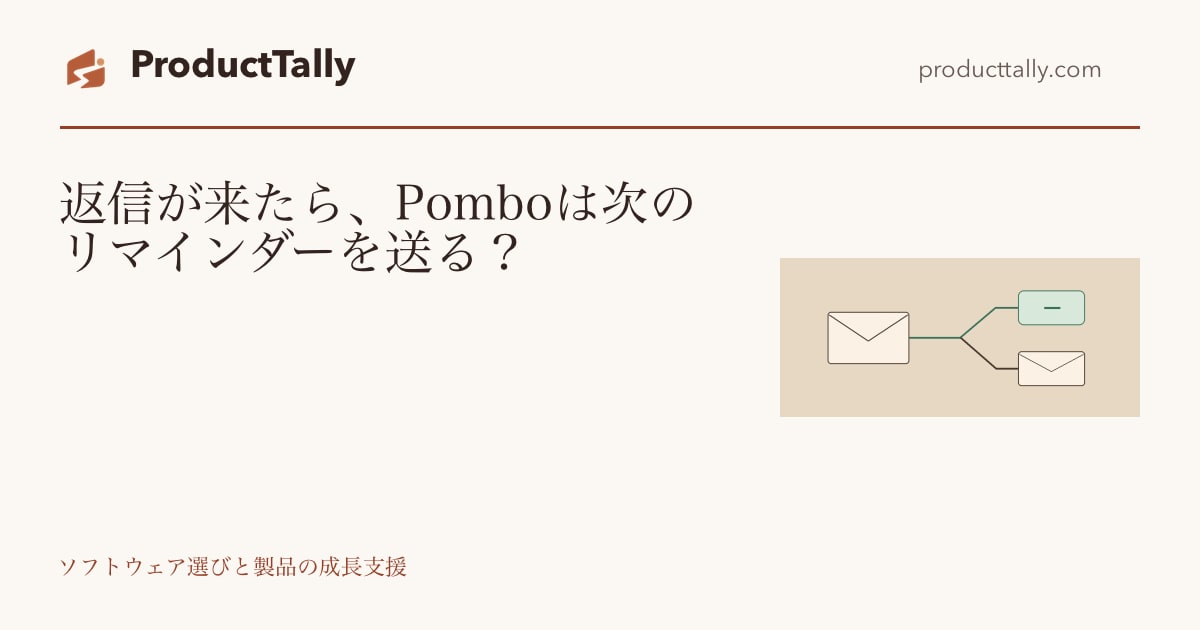 ProductTally
producttally.com
返信が来たら、Pomboは次の
リマインダーを送る？
ソフトウェア選びと製品の成長支援